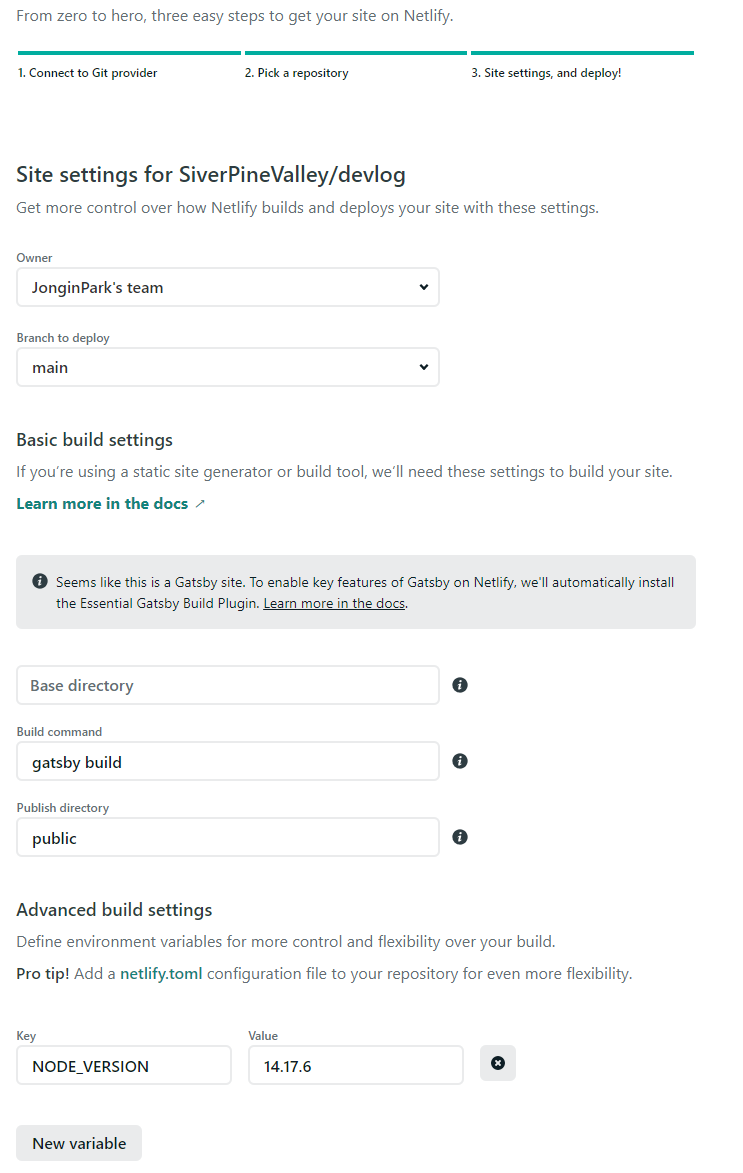 From zero to hero, three easy steps to get your site on Netlify.
1. Connect to Git provider
2. Pick a repository
3. Site settings, and deploy!
Site settings for SiverPineValley/devlog
Get more control over how Netlify builds and deploys your site with these settings.
Owner
JonginPark's team
Branch to deploy
main
Basic build settings
If you're using a static site generator or build tool, we'll need these settings to build your site.
Learn more in the docs ↗
Seems like this is a Gatsby site. To enable key features of Gatsby on Netlify, we'll automatically install
the Essential Gatsby Build Plugin. Learn more in the docs.
Base directory
Build command
gatsby build
Publish directory
public
Advanced build settings
Define environment variables for more control and flexibility over your build.
Pro tip! Add a netlify.toml configuration file to your repository for even more flexibility.
Key
Value
NODE_VERSION
14.17.6
New variable